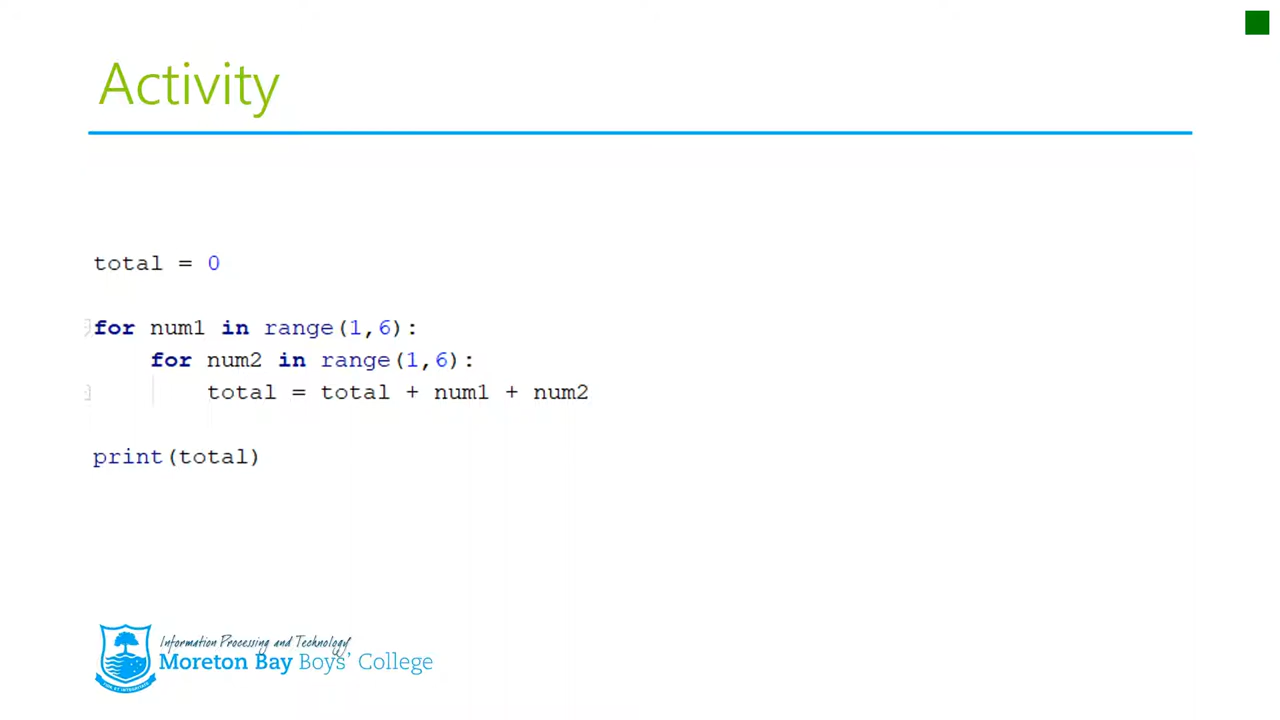 Activity
total = 0
for num1 in range(1,6):
    for num2 in range(1,6):
        total = total + num1 + num2
print(total)
Information Processing and Technology
Moreton Bay Boys' College